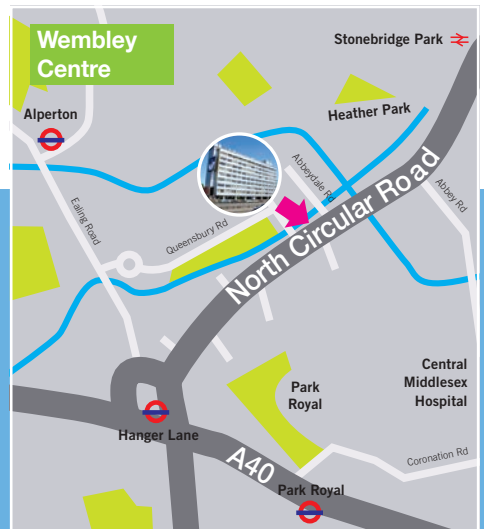 Wembley
Centre
Stonebridge Park
Alperton
Heather Park
Abbeydale Rd
Abbey Rd
Ealing Road
Queensbury Rd
North Circular Road
Central
Middlesex
Hospital
Park
Royal
Hanger Lane
A40
Coronation Rd
Park Royal